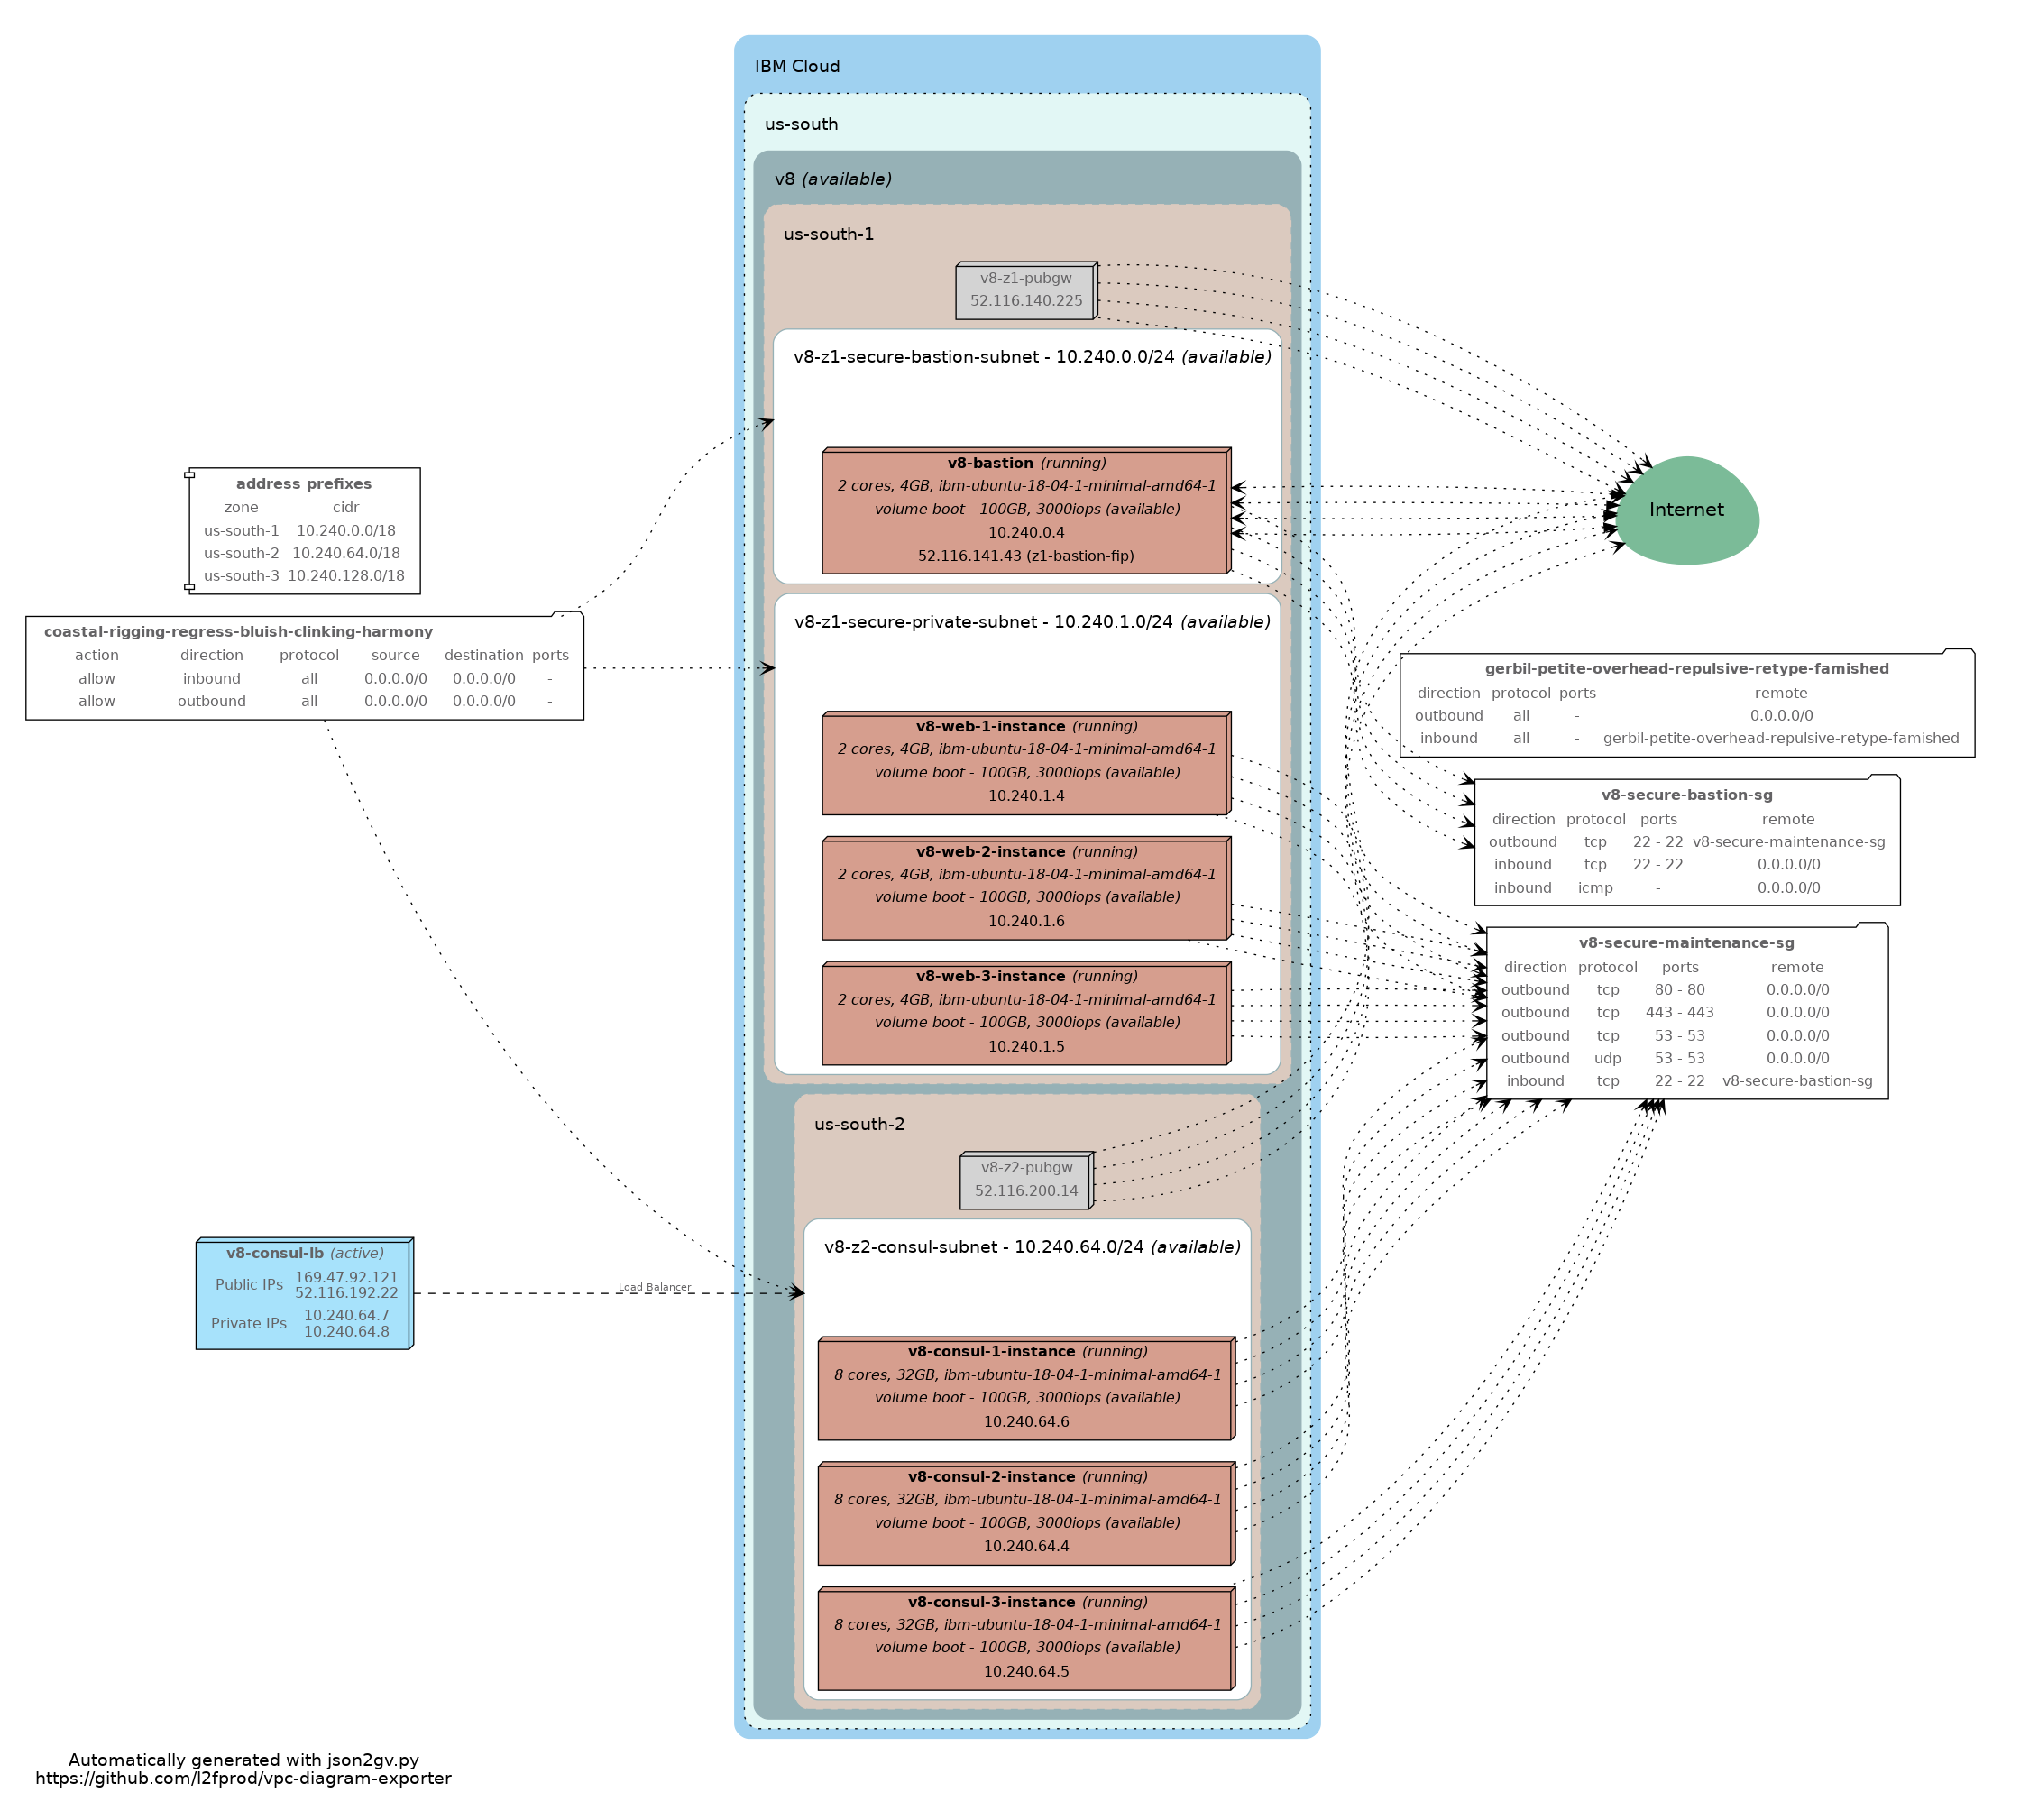 IBM Cloud
us-south
v8 (available)
us-south-1
v8-z1-pubgw
52.116.140.225
v8-z1-secure-bastion-subnet - 10.240.0.0/24 (available)
v8-bastion (running)
2 cores, 4GB, ibm-ubuntu-18-04-1-minimal-amd64-1
volume boot - 100GB, 3000iops (available)
10.240.0.4
52.116.141.43 (z1-bastion-fip)
v8-z1-secure-private-subnet - 10.240.1.0/24 (available)
v8-web-1-instance (running)
2 cores, 4GB, ibm-ubuntu-18-04-1-minimal-amd64-1
volume boot - 100GB, 3000iops (available)
10.240.1.4
v8-web-2-instance (running)
2 cores, 4GB, ibm-ubuntu-18-04-1-minimal-amd64-1
volume boot - 100GB, 3000iops (available)
10.240.1.6
v8-web-3-instance (running)
2 cores, 4GB, ibm-ubuntu-18-04-1-minimal-amd64-1
volume boot - 100GB, 3000iops (available)
10.240.1.5
us-south-2
v8-z2-pubgw
52.116.200.14
v8-z2-consul-subnet - 10.240.64.0/24 (available)
v8-consul-1-instance (running)
8 cores, 32GB, ibm-ubuntu-18-04-1-minimal-amd64-1
volume boot - 100GB, 3000iops (available)
10.240.64.6
v8-consul-2-instance (running)
8 cores, 32GB, ibm-ubuntu-18-04-1-minimal-amd64-1
volume boot - 100GB, 3000iops (available)
10.240.64.4
v8-consul-3-instance (running)
8 cores, 32GB, ibm-ubuntu-18-04-1-minimal-amd64-1
volume boot - 100GB, 3000iops (available)
10.240.64.5
address prefixes
zone cidr
us-south-1 10.240.0.0/18
us-south-2 10.240.64.0/18
us-south-3 10.240.128.0/18
coastal-rigging-regress-bluish-clinking-harmony
action direction protocol source destination ports
allow inbound all 0.0.0.0/0 0.0.0.0/0 -
allow outbound all 0.0.0.0/0 0.0.0.0/0 -
v8-consul-lb (active)
Public IPs 169.47.92.121
52.116.192.22
Private IPs 10.240.64.7
10.240.64.8
Load Balancer
Internet
gerbil-petite-overhead-repulsive-retype-famished
direction protocol ports remote
outbound all - 0.0.0.0/0
inbound all - gerbil-petite-overhead-repulsive-retype-famished
v8-secure-bastion-sg
direction protocol ports remote
outbound tcp 22 - 22 v8-secure-maintenance-sg
inbound tcp 22 - 22 0.0.0.0/0
inbound icmp - 0.0.0.0/0
v8-secure-maintenance-sg
direction protocol ports remote
outbound tcp 80 - 80 0.0.0.0/0
outbound tcp 443 - 443 0.0.0.0/0
outbound tcp 53 - 53 0.0.0.0/0
outbound udp 53 - 53 0.0.0.0/0
inbound tcp 22 - 22 v8-secure-bastion-sg
Automatically generated with json2gv.py
https://github.com/l2fprod/vpc-diagram-exporter